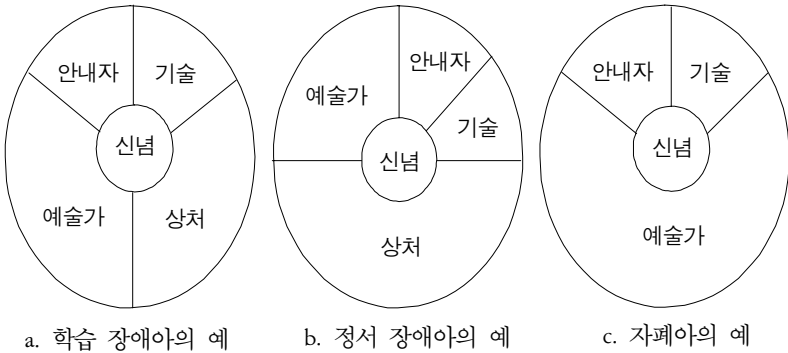 안내자 기술
신념
예술가 상처
a. 학습 장애아의 예
예술가 안내자
기술
신념
상처
b. 정서 장애아의 예
안내자 기술
신념
예술가
c. 자폐아의 예